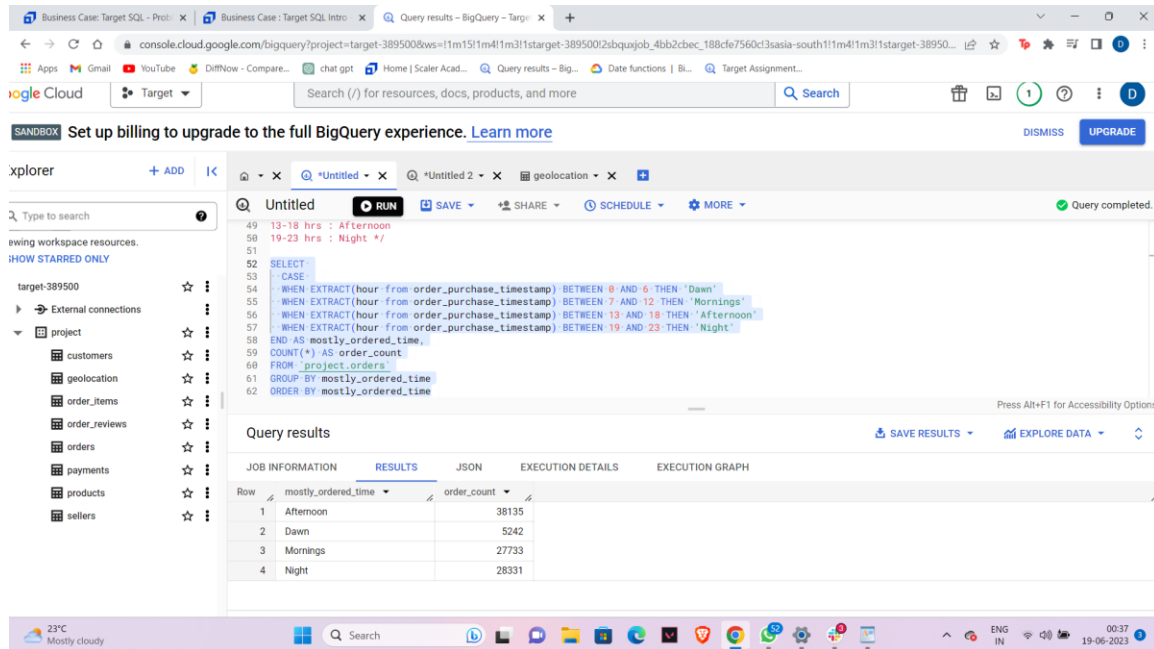 Business Case: Target SQL - Prob
Business Case : Target SQL Intro
Query results – BigQuery – Targe
console.cloud.google.com/bigquery?project=target-389500&ws=!1m15!1m4!1m3!1starget-389500!2sbquxjob_4bb2cbec_188cfe7560c!3sasia-south1!1m4!1m3!1starget-38950...
Apps Gmail YouTube DiffNow - Compare... chat gpt Home | Scaler Acad... Query results – Big... Date functions | Bi... Target Assignment...
ogle Cloud Target Search (/) for resources, docs, products, and more Search 1 D
SANDBOX Set up billing to upgrade to the full BigQuery experience. Learn more DISMISS UPGRADE
xplorer + ADD
*Untitled *Untitled 2 geolocation
Type to search
Untitled RUN SAVE SHARE SCHEDULE MORE Query completed.
ewing workspace resources.
SHOW STARRED ONLY
target-389500
External connections
project
customers
geolocation
order_items
order_reviews
orders
payments
products
sellers
49 13-18 hrs : Afternoon
50 19-23 hrs : Night */
51
52 SELECT
53 CASE
54 WHEN EXTRACT(hour from order_purchase_timestamp) BETWEEN 0 AND 6 THEN 'Dawn'
55 WHEN EXTRACT(hour from order_purchase_timestamp) BETWEEN 7 AND 12 THEN 'Mornings'
56 WHEN EXTRACT(hour from order_purchase_timestamp) BETWEEN 13 AND 18 THEN 'Afternoon'
57 WHEN EXTRACT(hour from order_purchase_timestamp) BETWEEN 19 AND 23 THEN 'Night'
58 END AS mostly_ordered_time,
59 COUNT(*) AS order_count
60 FROM `project.orders`
61 GROUP BY mostly_ordered_time
62 ORDER BY mostly_ordered_time
Press Alt+F1 for Accessibility Options
Query results SAVE RESULTS EXPLORE DATA
JOB INFORMATION RESULTS JSON EXECUTION DETAILS EXECUTION GRAPH
Row mostly_ordered_time order_count
1 Afternoon 38135
2 Dawn 5242
3 Mornings 27733
4 Night 28331
23°C
Mostly cloudy
Search
52
3
ENG
IN
00:37
19-06-2023
3